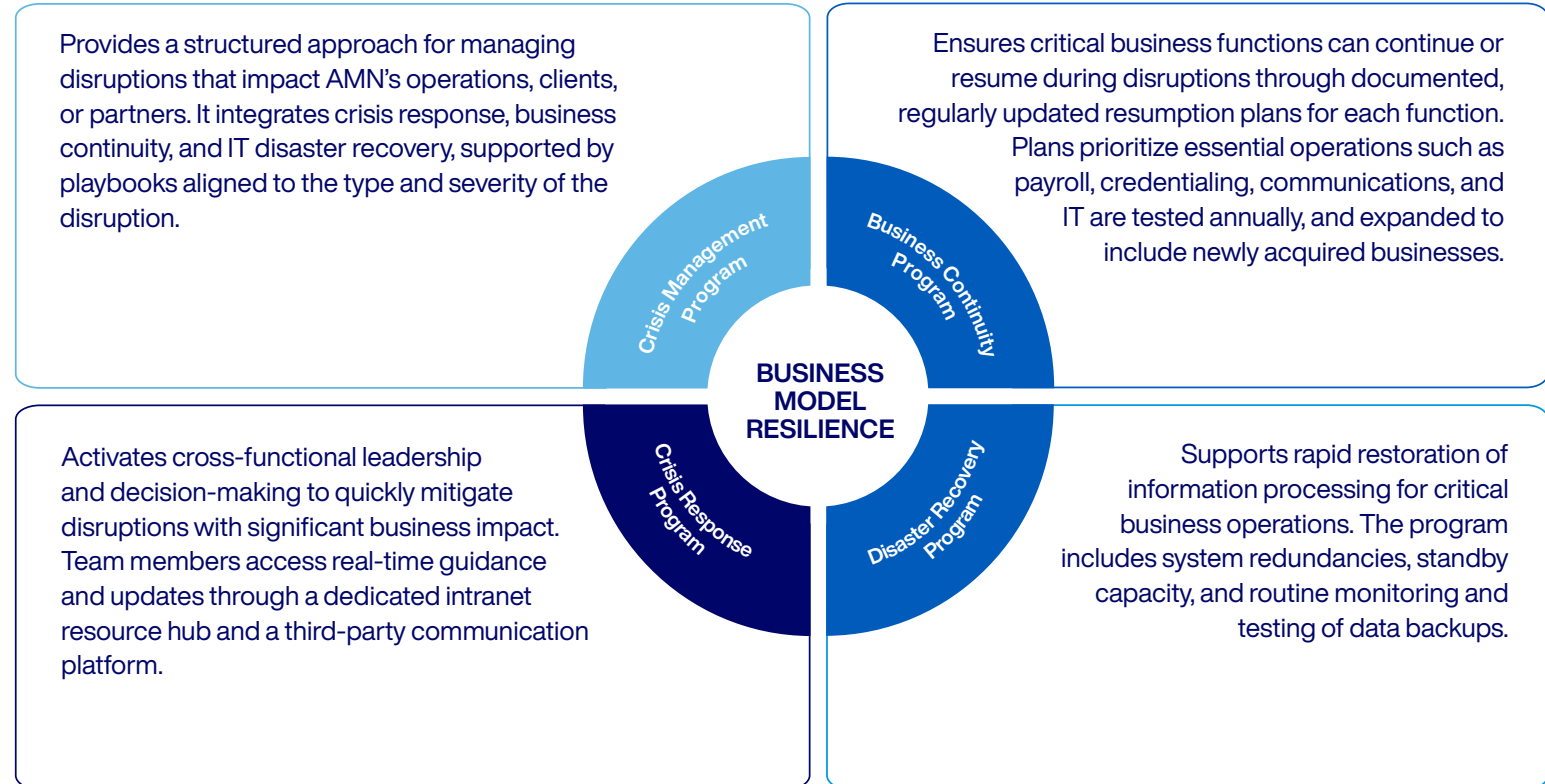 Provides a structured approach for managing
disruptions that impact AMN’s operations, clients,
or partners. It integrates crisis response, business
continuity, and IT disaster recovery, supported by
playbooks aligned to the type and severity of the
disruption.
Ensures critical business functions can continue or
resume during disruptions through documented,
regularly updated resumption plans for each function.
Plans prioritize essential operations such as
payroll, credentialing, communications, and
IT are tested annually, and expanded to
include newly acquired businesses.
Crisis Management
Program
Business Continuity
Program
BUSINESS
MODEL
RESILIENCE
Crisis Response
Program
Disaster Recovery
Program
Activates cross-functional leadership
and decision-making to quickly mitigate
disruptions with significant business impact.
Team members access real-time guidance
and updates through a dedicated intranet
resource hub and a third-party communication
platform.
Supports rapid restoration of
information processing for critical
business operations. The program
includes system redundancies, standby
capacity, and routine monitoring and
testing of data backups.